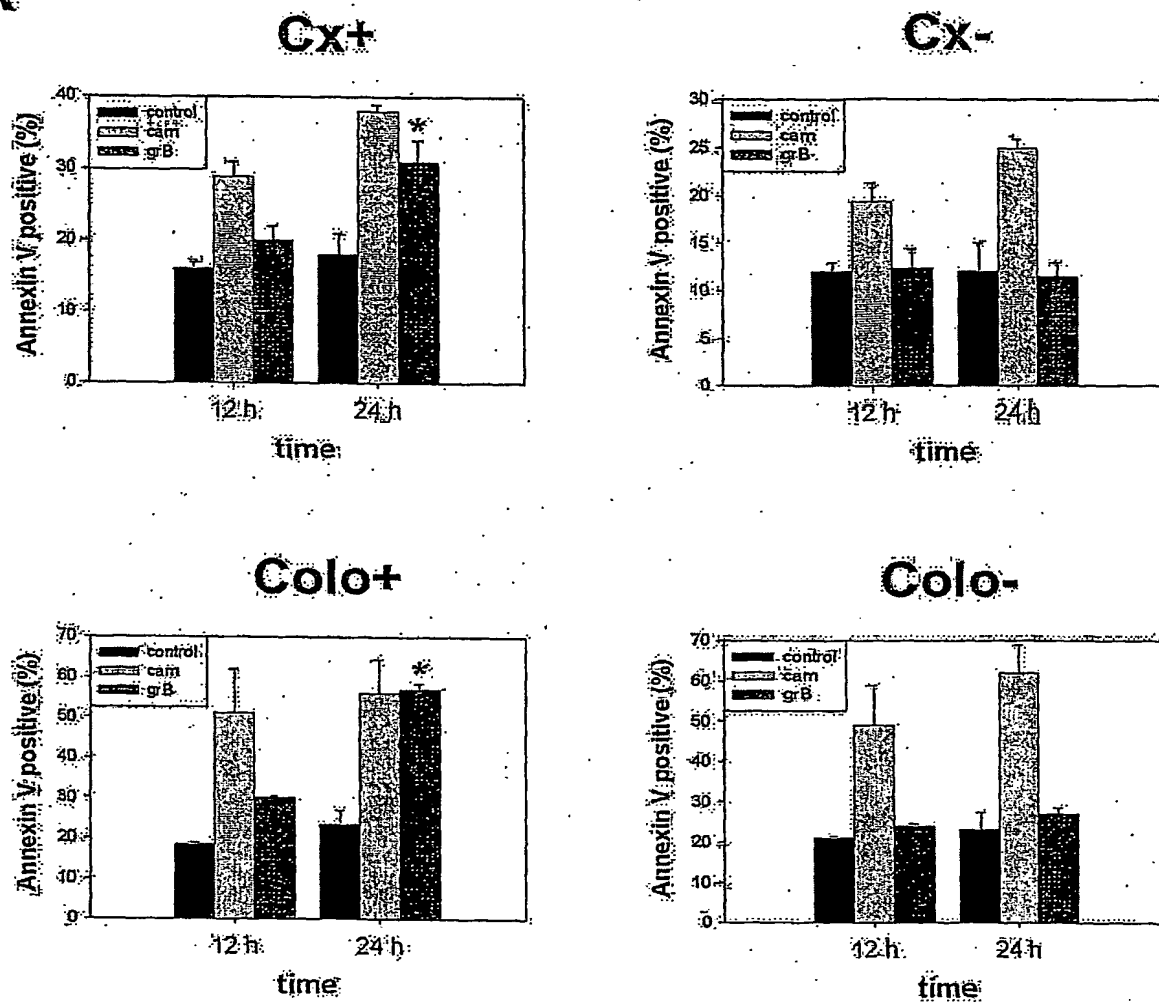 Cx+
Cx-
control
cam
grB
Annexin V positive (%)
40
30
20
10
0
*
12 h
24 h
time
control
cam
grB
Annexin V positive (%)
30
25
20
15
10
5
0
12 h
24 h
time
Colo+
Colo-
control
cam
grB
Annexin V positive (%)
70
60
50
40
30
20
10
0
*
12 h
24 h
time
control
cam
grB
Annexin V positive (%)
70
60
50
40
30
20
10
0
12 h
24 h
time